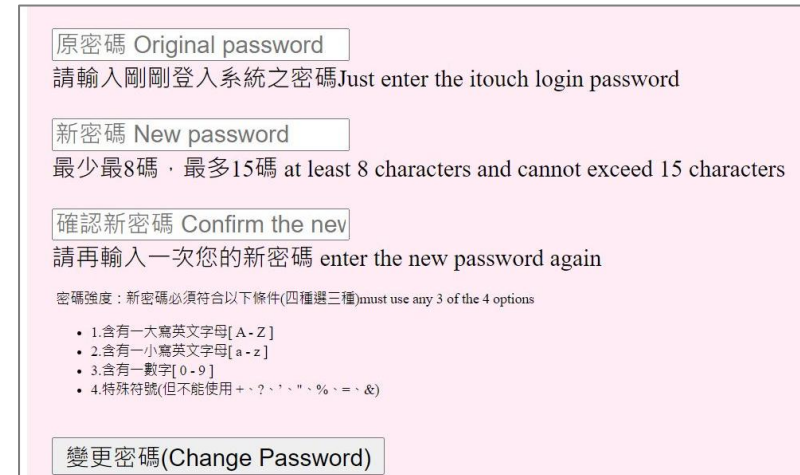 原密碼 Original password
請輸入剛剛登入系統之密碼Just enter the itouch login password
新密碼 New password
最少最8碼，最多15碼 at least 8 characters and cannot exceed 15 characters
確認新密碼 Confirm the new
請再輸入一次您的新密碼 enter the new password again
密碼強度：新密碼必須符合以下條件(四種選三種)must use any 3 of the 4 options
• 1.含有一大寫英文字母[ A - Z ]
• 2.含有一小寫英文字母[ a - z ]
• 3.含有一數字[ 0 - 9 ]
• 4.特殊符號(但不能使用 +、?、'、"、%、=、&)
變更密碼(Change Password)